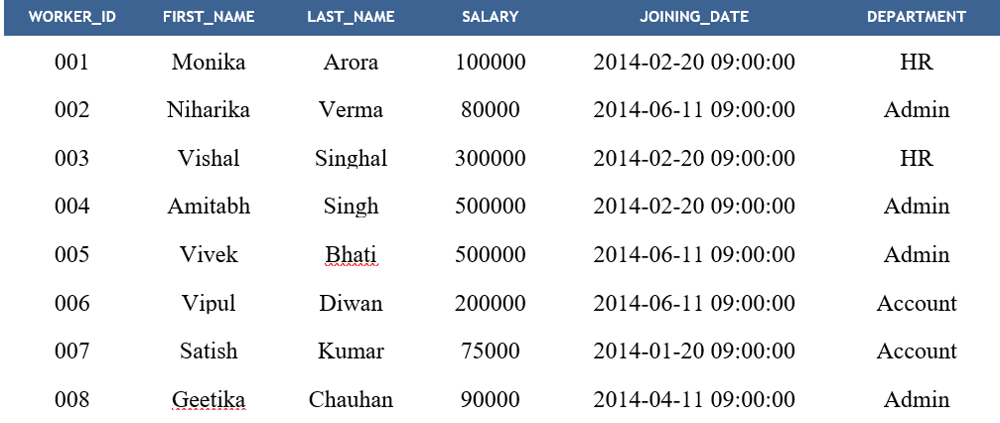 WORKER_ID FIRST_NAME LAST_NAME SALARY JOINING_DATE DEPARTMENT
001 Monika Arora 100000 2014-02-20 09:00:00 HR
002 Niharika Verma 80000 2014-06-11 09:00:00 Admin
003 Vishal Singhal 300000 2014-02-20 09:00:00 HR
004 Amitabh Singh 500000 2014-02-20 09:00:00 Admin
005 Vivek Bhati 500000 2014-06-11 09:00:00 Admin
006 Vipul Diwan 200000 2014-06-11 09:00:00 Account
007 Satish Kumar 75000 2014-01-20 09:00:00 Account
008 Geetika Chauhan 90000 2014-04-11 09:00:00 Admin